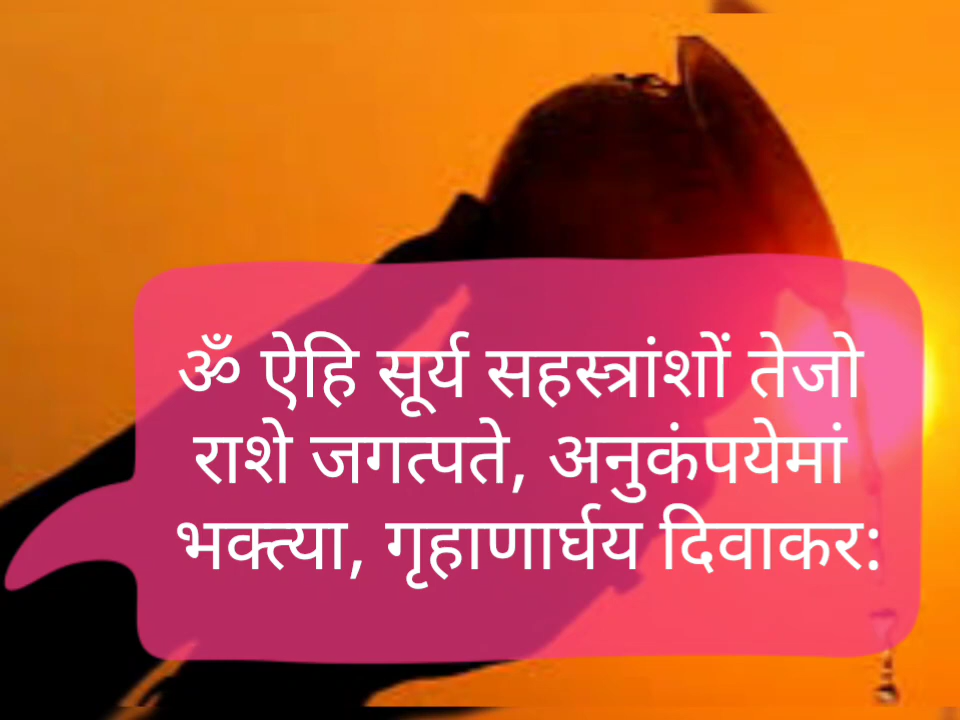 ॐ ऐहि सूर्य सहस्त्रांशों तेजो
राशे जगत्पते, अनुकंपयेमां
भक्त्या, गृहाणार्घय दिवाकर: